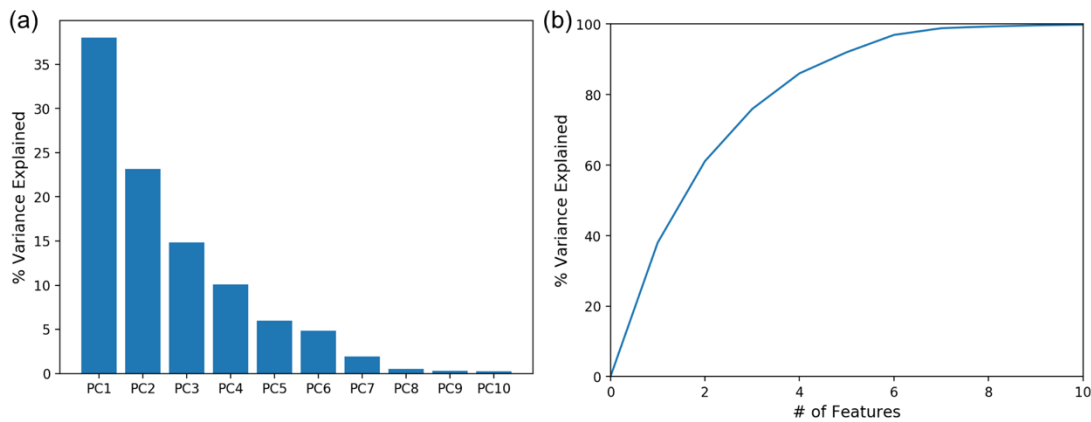 (a)
% Variance Explained
35
30
25
20
15
10
5
0
PC1 PC2 PC3 PC4 PC5 PC6 PC7 PC8 PC9 PC10
(b)
% Variance Explained
100
80
60
40
20
0
0 2 4 6 8 10
# of Features